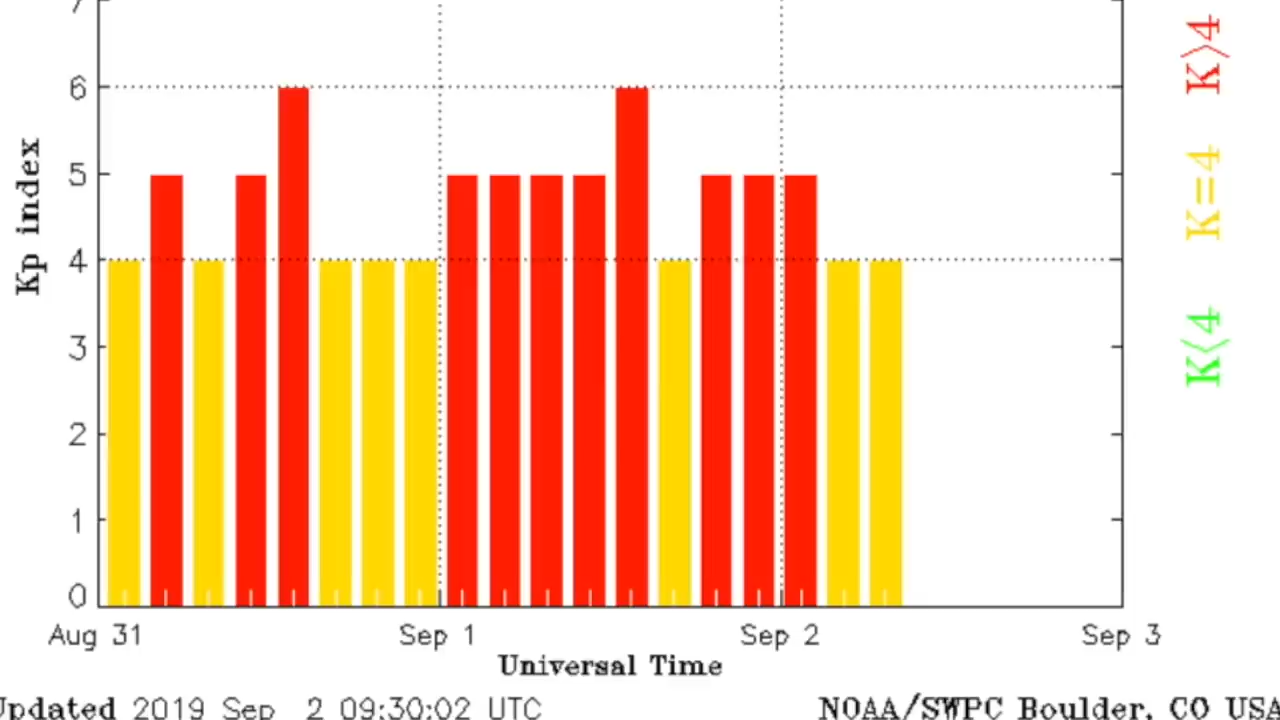 7
6
5
4
3
2
1
0
Kp index
Aug 31 Sep 1 Sep 2 Sep 3
Universal Time
Updated 2019 Sep 2 09:30:02 UTC
NOAA/SWPC Boulder, CO USA
K>4
K=4
K<4